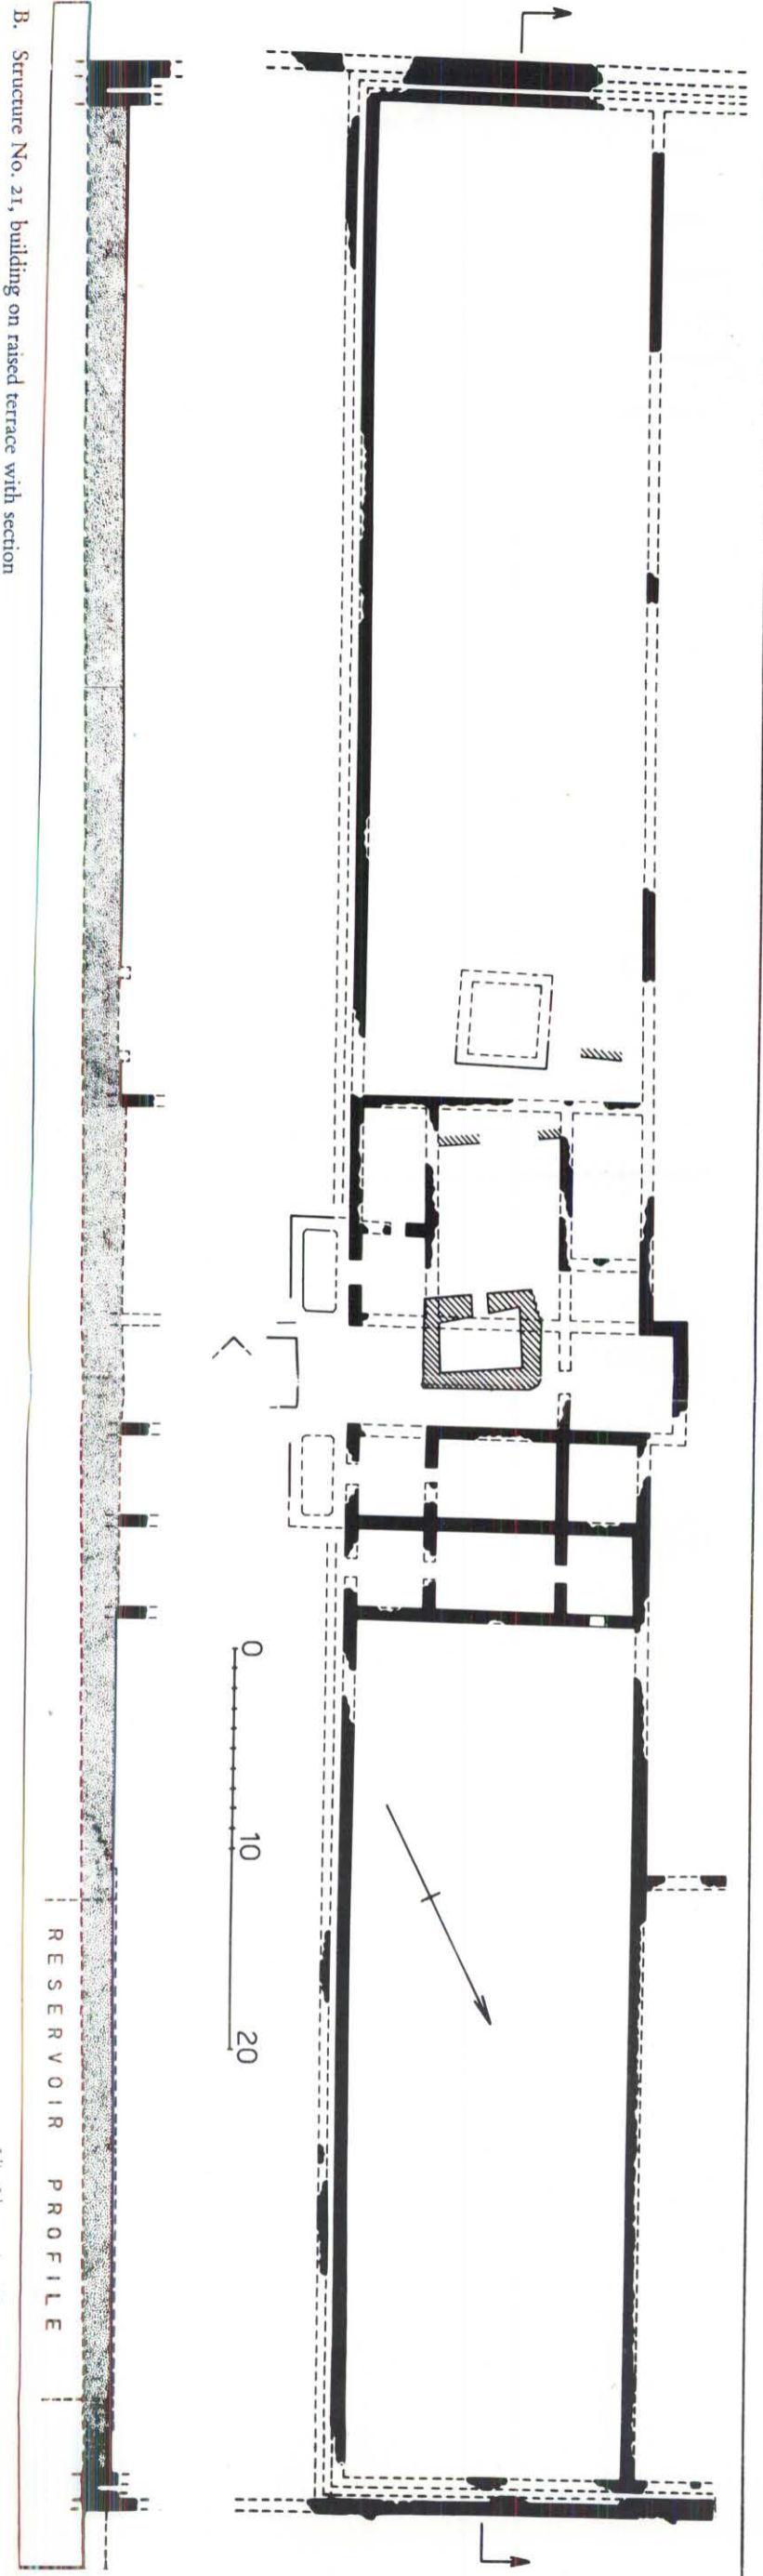 0 10 20
RESERVOIR PROFILE
B. Structure No. 21, building on raised terrace with section